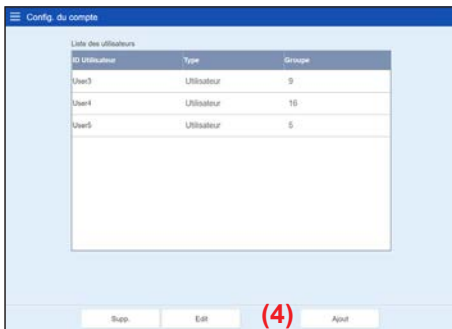 Config. du compte
Liste des utilisateurs
ID Utilisateur Type Groupe
User3 Utilisateur 9
User4 Utilisateur 16
User5 Utilisateur 5
Supp. Edit (4) Ajout